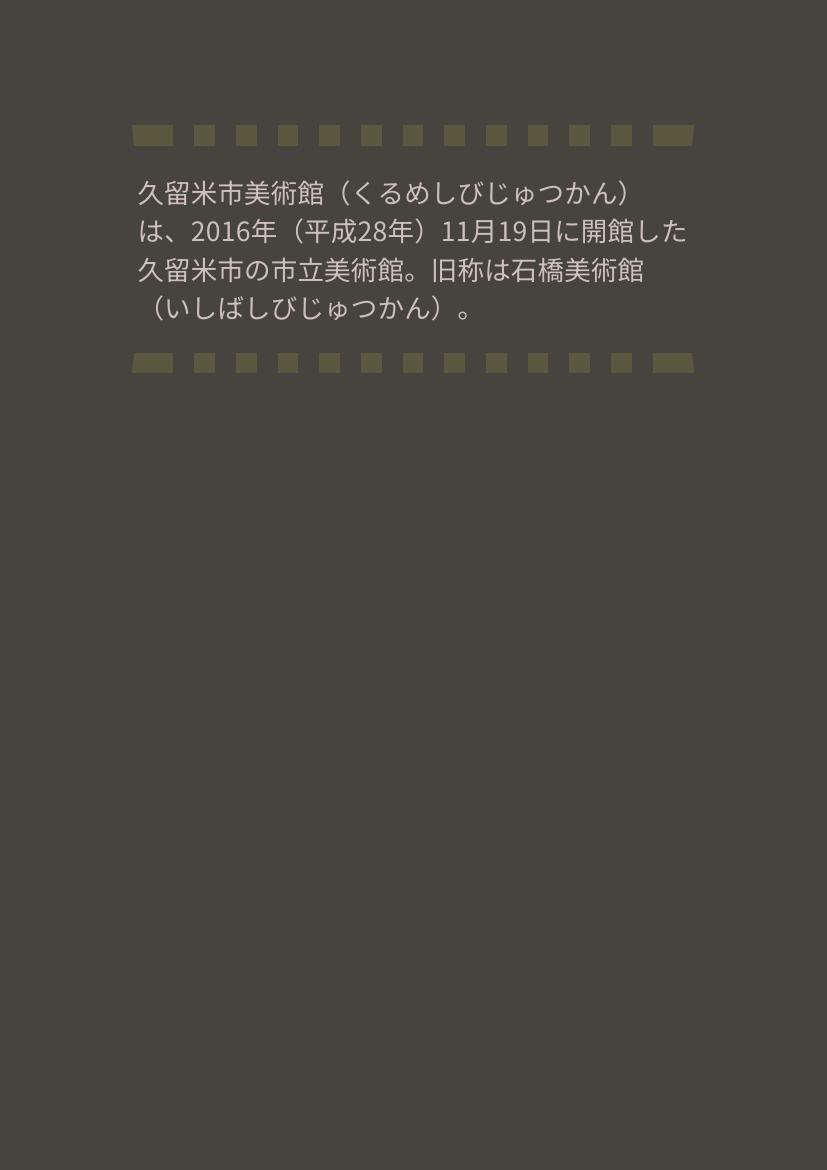 久留米市美術館（くるめしびじゅつかん）
は、2016年（平成28年）11月19日に開館した
久留米市の市立美術館。旧称は石橋美術館
（いしばしびじゅつかん）。